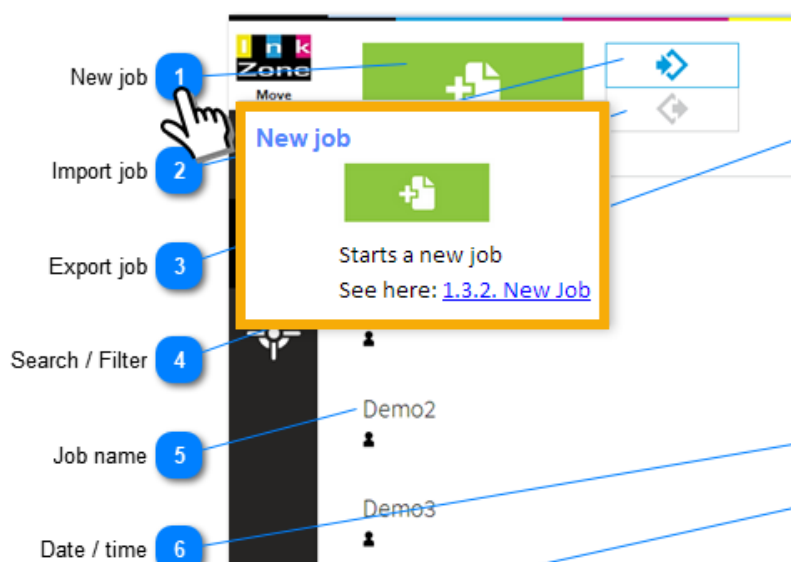 Ink
Zone
Move
New job 1
Import job 2
Export job 3
Search / Filter 4
Job name 5
Date / time 6
New job
Starts a new job
See here: 1.3.2. New Job
Demo2
Demo3